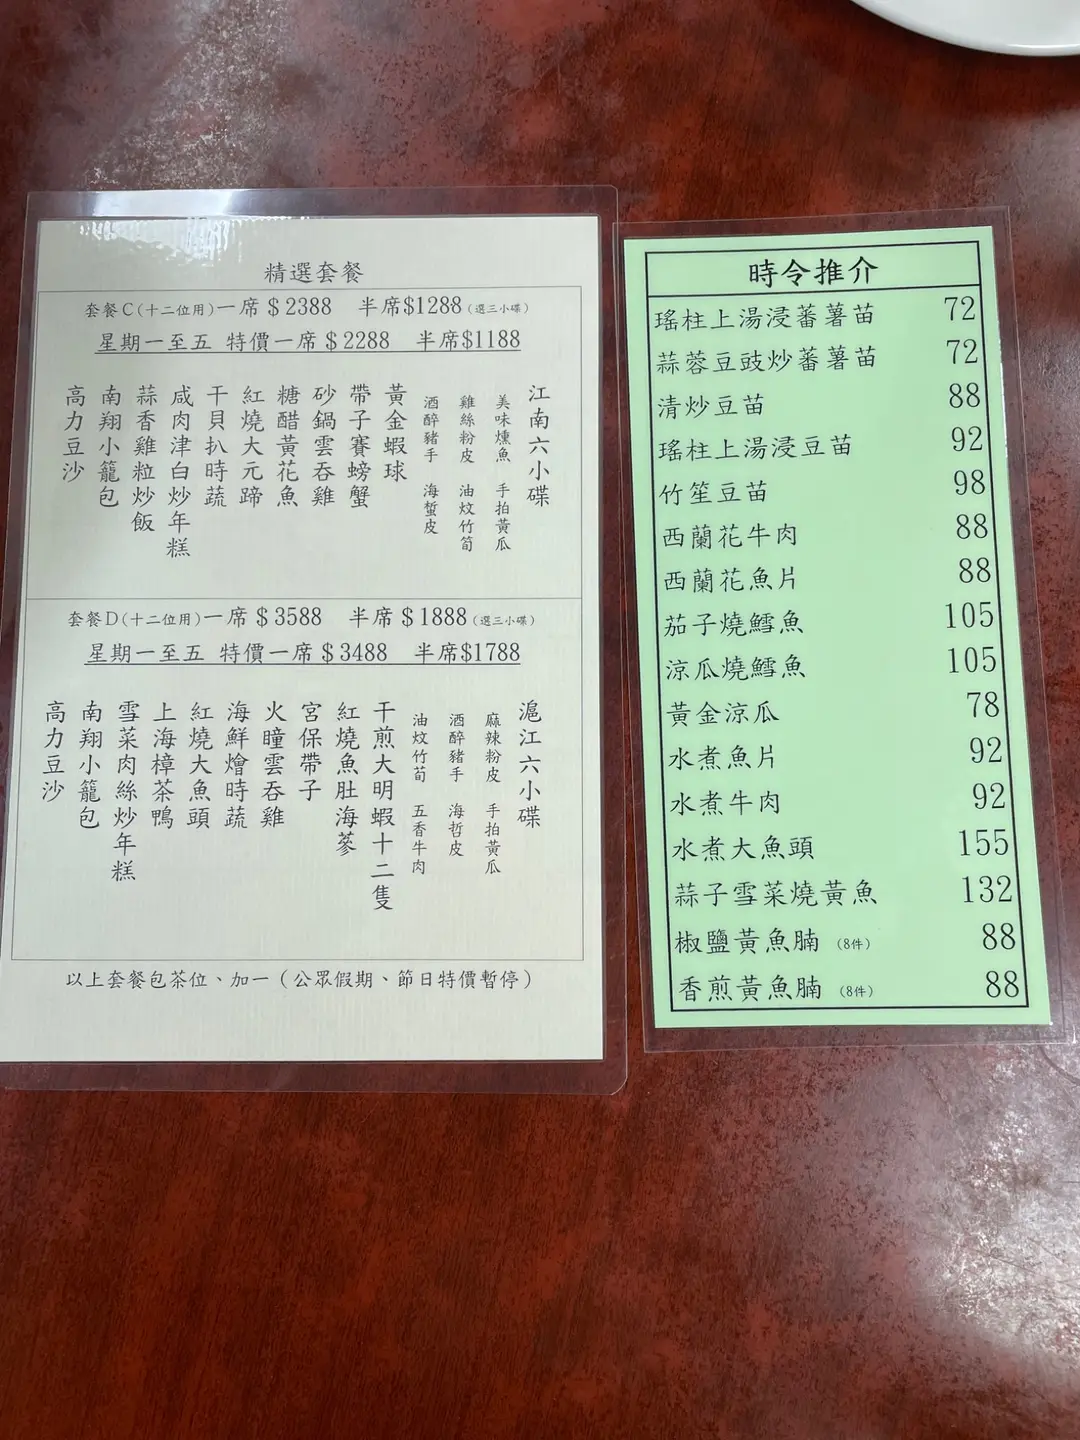 精選套餐
套餐C(十二位用)一席$2388 半席$1288(選三小碟)
星期一至五 特價一席$2288 半席$1188
江南六小碟
美味燻魚 手拍黃瓜
雞絲粉皮 油炆竹筍
酒醉豬手 海蜇皮
黃金蝦球
帶子賽螃蟹
砂鍋雲吞雞
糖醋黃花魚
紅燒大元蹄
干貝扒時蔬
咸肉津白炒年糕
蒜香雞粒炒飯
南翔小籠包
高力豆沙
套餐D(十二位用)一席$3588 半席$1888(選三小碟)
星期一至五 特價一席$3488 半席$1788
滬江六小碟
麻辣粉皮 手拍黃瓜
酒醉豬手 海哲皮
油炆竹荀 五香牛肉
干煎大明蝦十二隻
紅燒魚肚海蔘
宮保帶子
火瞳雲吞雞
海鮮燴時蔬
紅燒大魚頭
上海樟茶鴨
雪菜肉絲炒年糕
南翔小籠包
高力豆沙
以上套餐包茶位、加一(公眾假期、節日特價暫停)
時令推介
瑤柱上湯浸蕃薯苗 72
蒜蓉豆豉炒蕃薯苗 72
清炒豆苗 88
瑤柱上湯浸豆苗 92
竹笙豆苗 98
西蘭花牛肉 88
西蘭花魚片 88
茄子燒鱈魚 105
涼瓜燒鱈魚 105
黃金涼瓜 78
水煮魚片 92
水煮牛肉 92
水煮大魚頭 155
蒜子雪菜燒黃魚 132
椒鹽黃魚腩(8件) 88
香煎黃魚腩(8件) 88